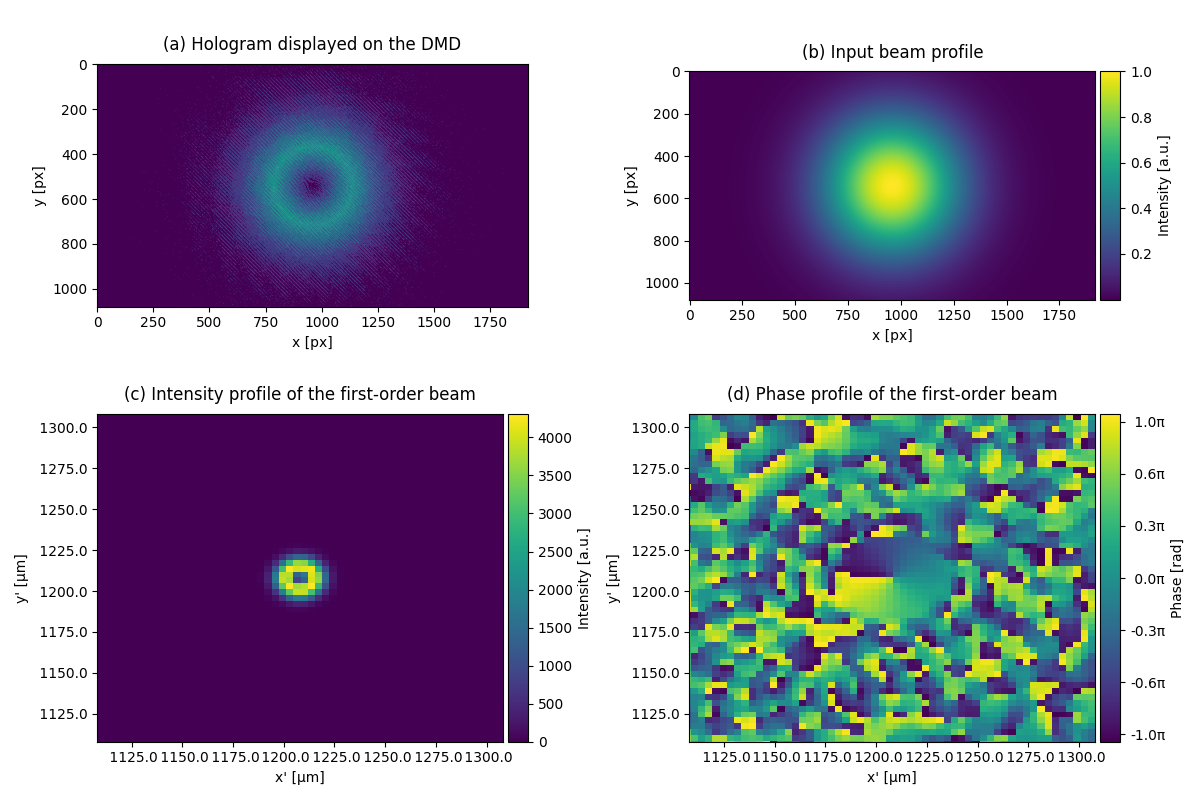 (a) Hologram displayed on the DMD
0
200
400
600
800
1000
y [px]
0 250 500 750 1000 1250 1500 1750
x [px]
(b) Input beam profile
0
200
400
600
800
1000
y [px]
0 250 500 750 1000 1250 1500 1750
x [px]
1.0
0.8
0.6
0.4
0.2
Intensity [a.u.]
(c) Intensity profile of the first-order beam
1300.0
1275.0
1250.0
1225.0
1200.0
1175.0
1150.0
1125.0
y' [µm]
1125.0 1150.0 1175.0 1200.0 1225.0 1250.0 1275.0 1300.0
x' [µm]
4000
3500
3000
2500
2000
1500
1000
500
0
Intensity [a.u.]
(d) Phase profile of the first-order beam
1300.0
1275.0
1250.0
1225.0
1200.0
1175.0
1150.0
1125.0
y' [µm]
1125.0 1150.0 1175.0 1200.0 1225.0 1250.0 1275.0 1300.0
x' [µm]
1.0π
0.6π
0.3π
0.0π
-0.3π
-0.6π
-1.0π
Phase [rad]